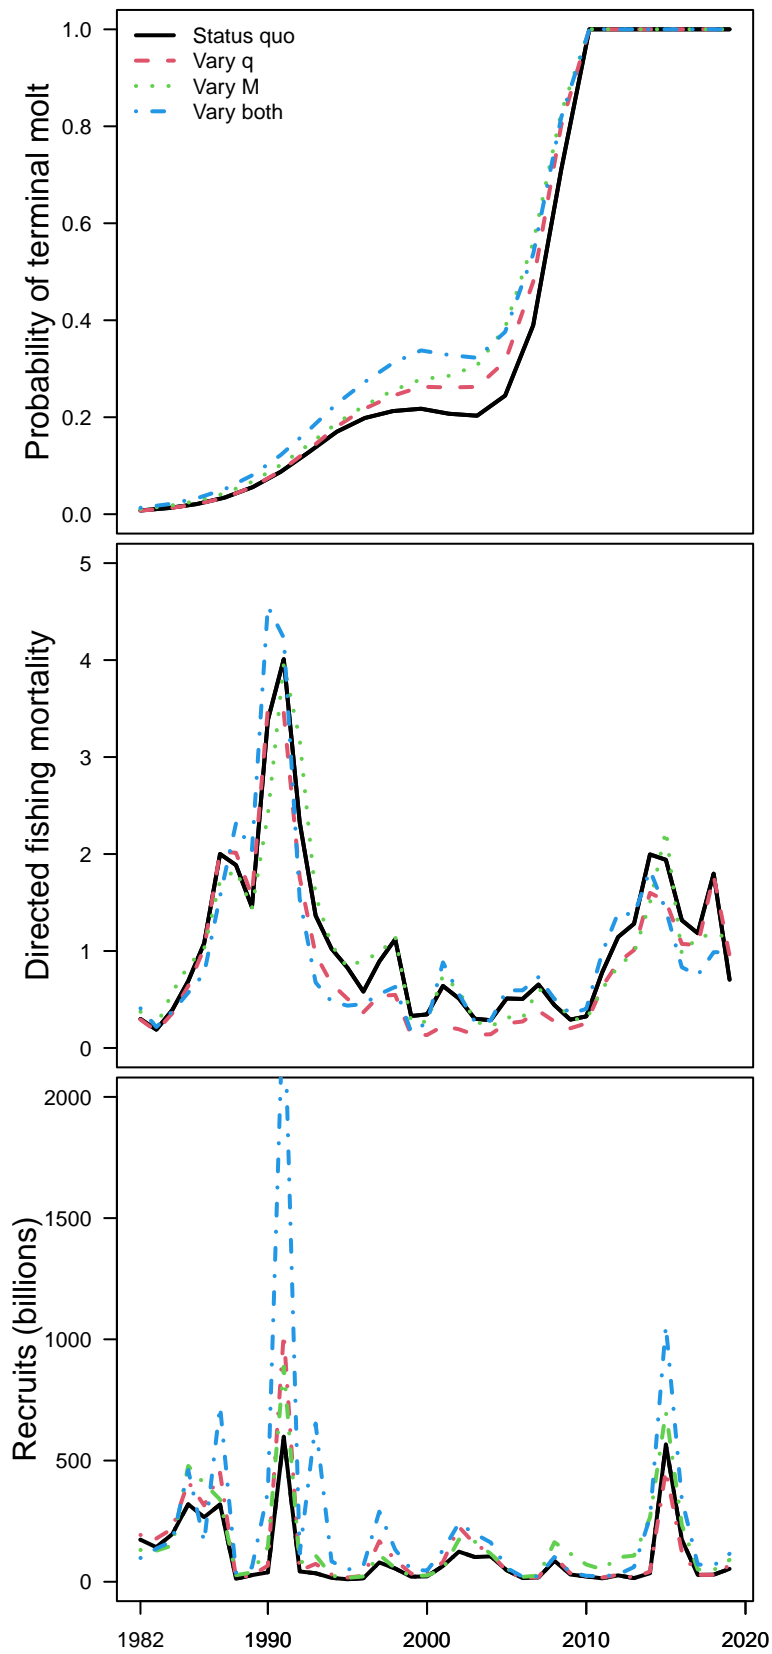 Probability of terminal molt
1.0
0.8
0.6
0.4
0.2
0.0
Status quo
Vary q
Vary M
Vary both
Directed fishing mortality
5
4
3
2
1
0
Recruits (billions)
2000
1500
1000
500
0
1982 1990 2000 2010 2020